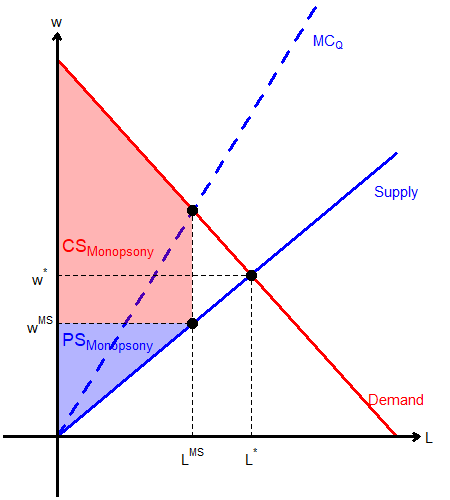 w
MC_Q
Supply
CS_Monopsony
w*
w^MS
PS_Monopsony
Demand
L
L^MS
L*